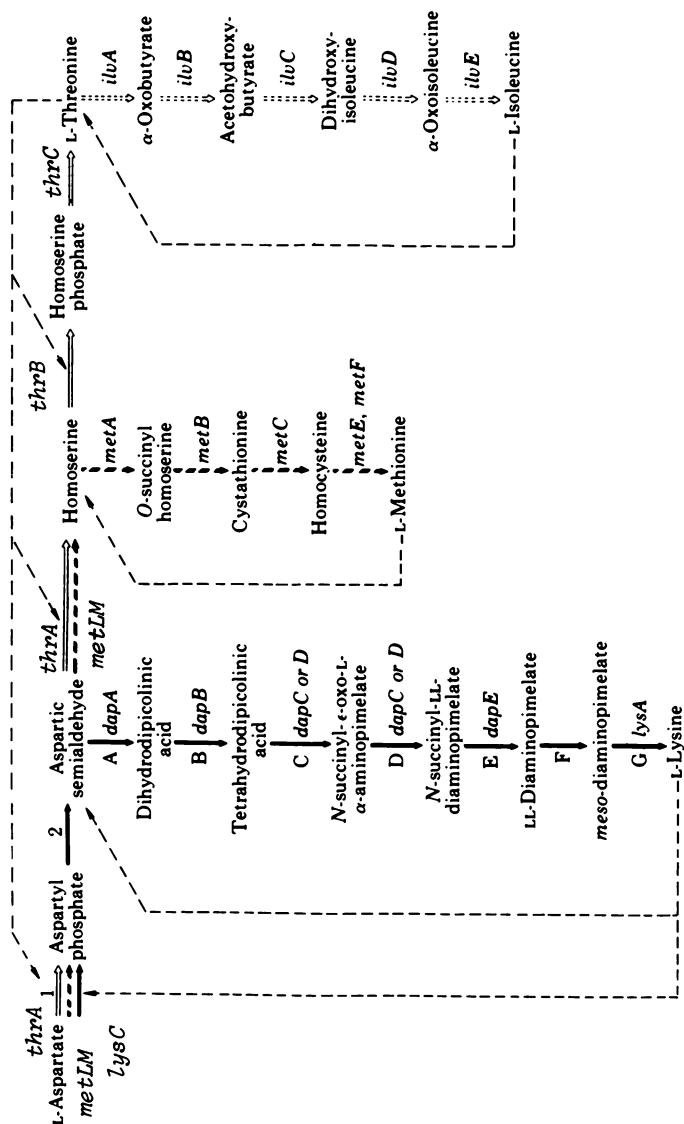 L-Aspartate
thrA
1
metLM
lysC
Aspartyl
phosphate
2
Aspartic
semialdehyde
thrA
metLM
Homoserine
thrB
Homoserine
phosphate
thrC
L-Threonine
A
dapA
Dihydrodipicolinic
acid
B
dapB
Tetrahydrodipicolinic
acid
C
dapC or D
N-succinyl-ε-oxo-L-
α-aminopimelate
D
dapC or D
N-succinyl-LL-
diaminopimelate
E
dapE
LL-Diaminopimelate
F
meso-diaminopimelate
G
lysA
L-Lysine
metA
O-succinyl
homoserine
metB
Cystathionine
metC
Homocysteine
metE, metF
L-Methionine
ilvA
α-Oxobutyrate
ilvB
Acetohydroxy-
butyrate
ilvC
Dihydroxy-
isoleucine
ilvD
α-Oxoisoleucine
ilvE
L-Isoleucine